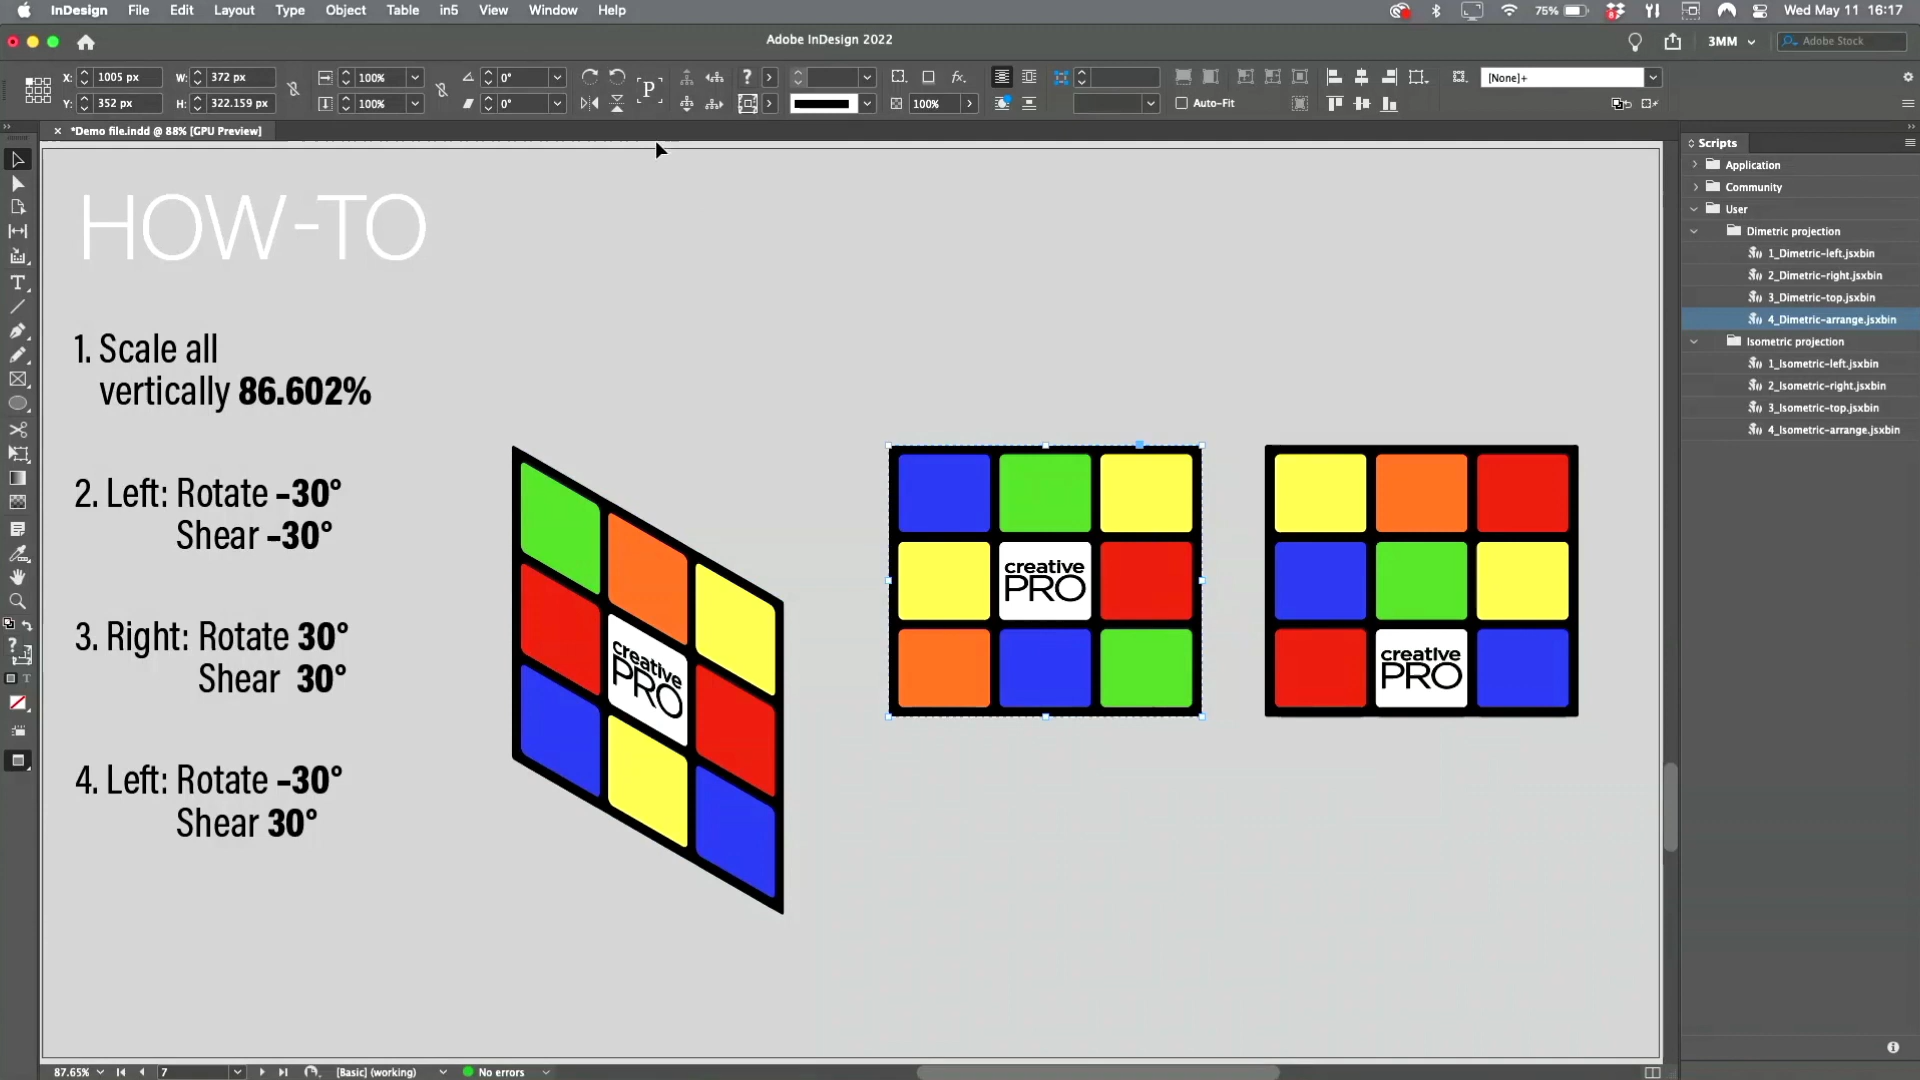 InDesign File Edit Layout Type Object Table in5 View Window Help
75% Wed May 11 16:17
Adobe InDesign 2022
3MM Adobe Stock
X: 1005 px W: 372 px 100% 0° P ? fx. [None]+
Y: 352 px H: 322.159 px 100% 0° 100% Auto-Fit
× *Demo file.indd @ 88% [GPU Preview]
Scripts
Application
Community
User
Dimetric projection
1_Dimetric-left.jsxbin
2_Dimetric-right.jsxbin
3_Dimetric-top.jsxbin
4_Dimetric-arrange.jsxbin
Isometric projection
1_Isometric-left.jsxbin
2_Isometric-right.jsxbin
3_Isometric-top.jsxbin
4_Isometric-arrange.jsxbin
HOW-TO
1. Scale all
vertically 86.602%
2. Left: Rotate -30°
Shear -30°
3. Right: Rotate 30°
Shear 30°
4. Left: Rotate -30°
Shear 30°
creative
PRO
creative
PRO
creative
PRO
87.65% 7 [Basic] (working) No errors